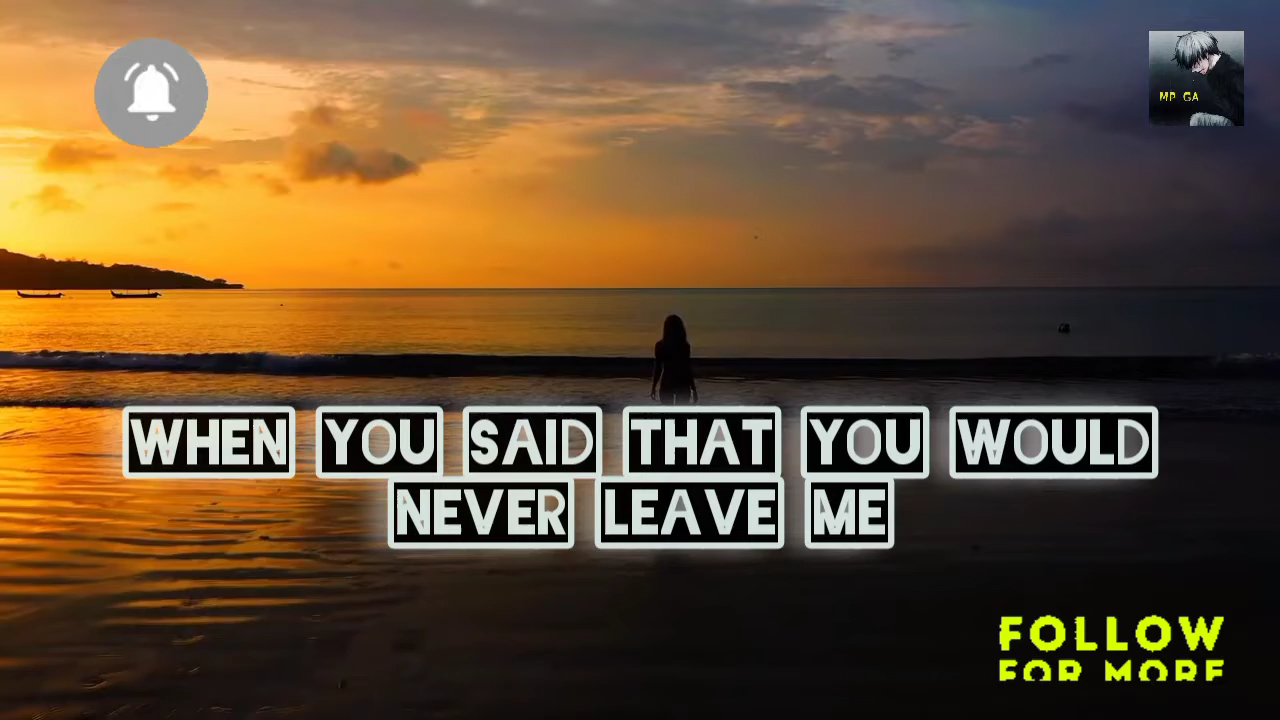 MP GA
WHEN YOU SAID THAT YOU WOULD
NEVER LEAVE ME
FOLLOW
FOR MORE